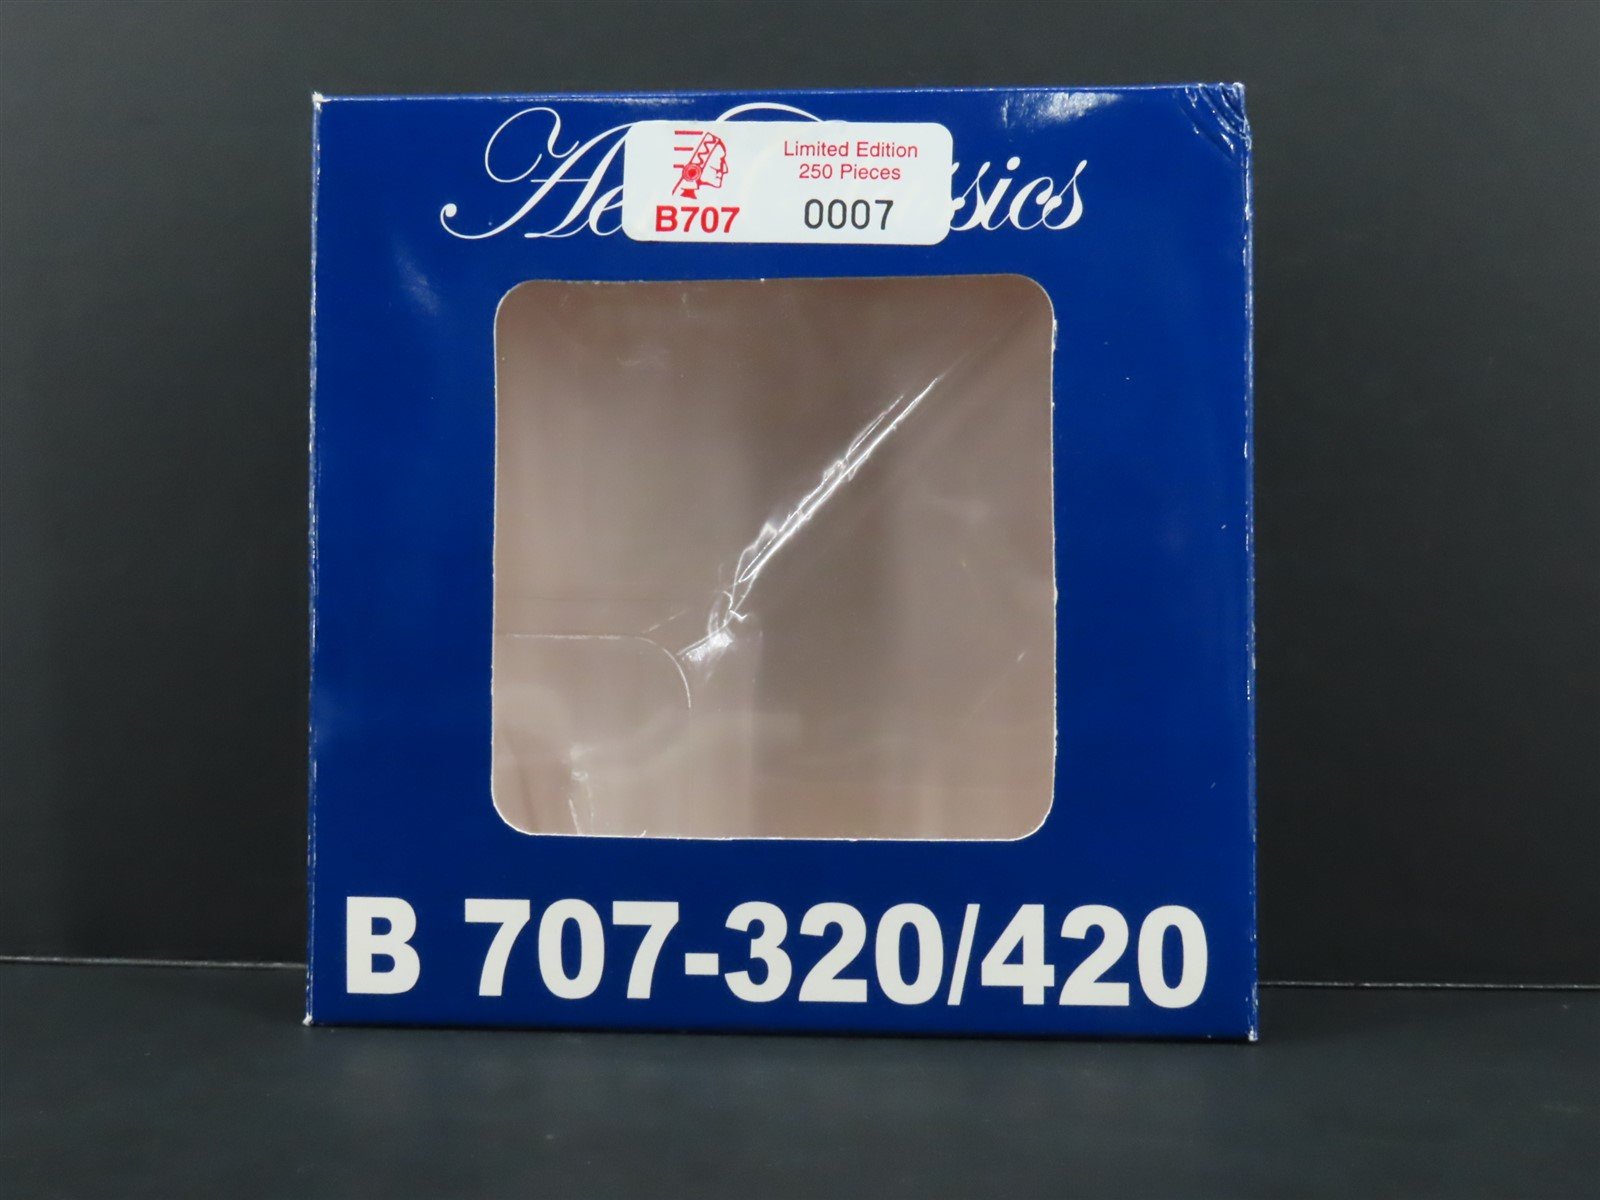 Limited Edition
250 Pieces
B707 0007
B 707-320/420